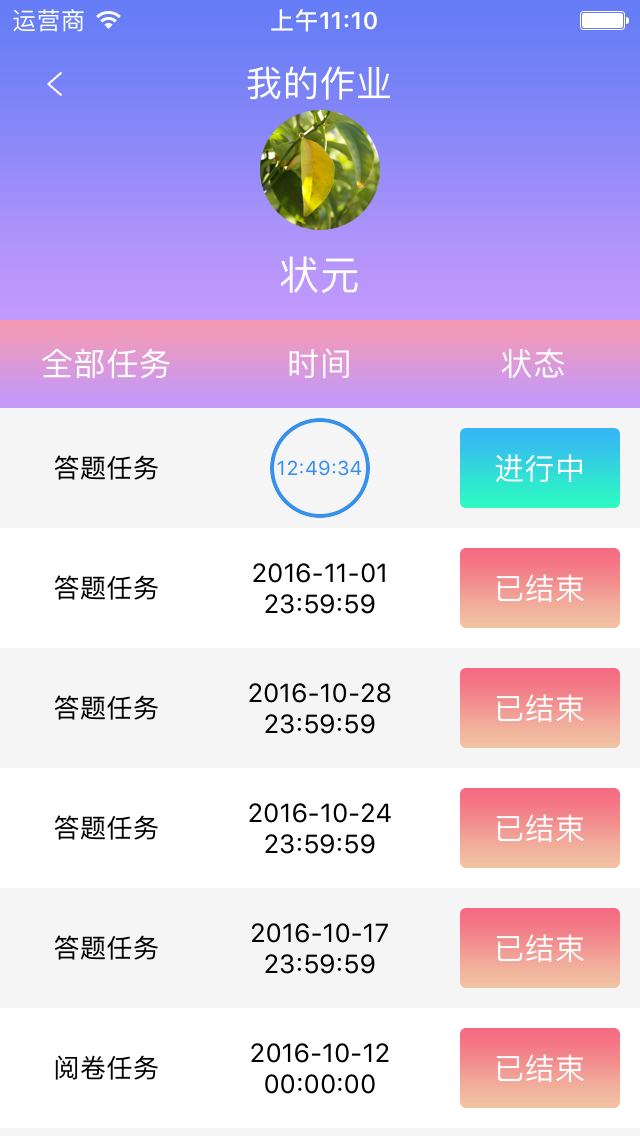 运营商 上午11:10
我的作业
状元
全部任务 时间 状态
答题任务 12:49:34 进行中
答题任务 2016-11-01 已结束
23:59:59
答题任务 2016-10-28 已结束
23:59:59
答题任务 2016-10-24 已结束
23:59:59
答题任务 2016-10-17 已结束
23:59:59
阅卷任务 2016-10-12 已结束
00:00:00